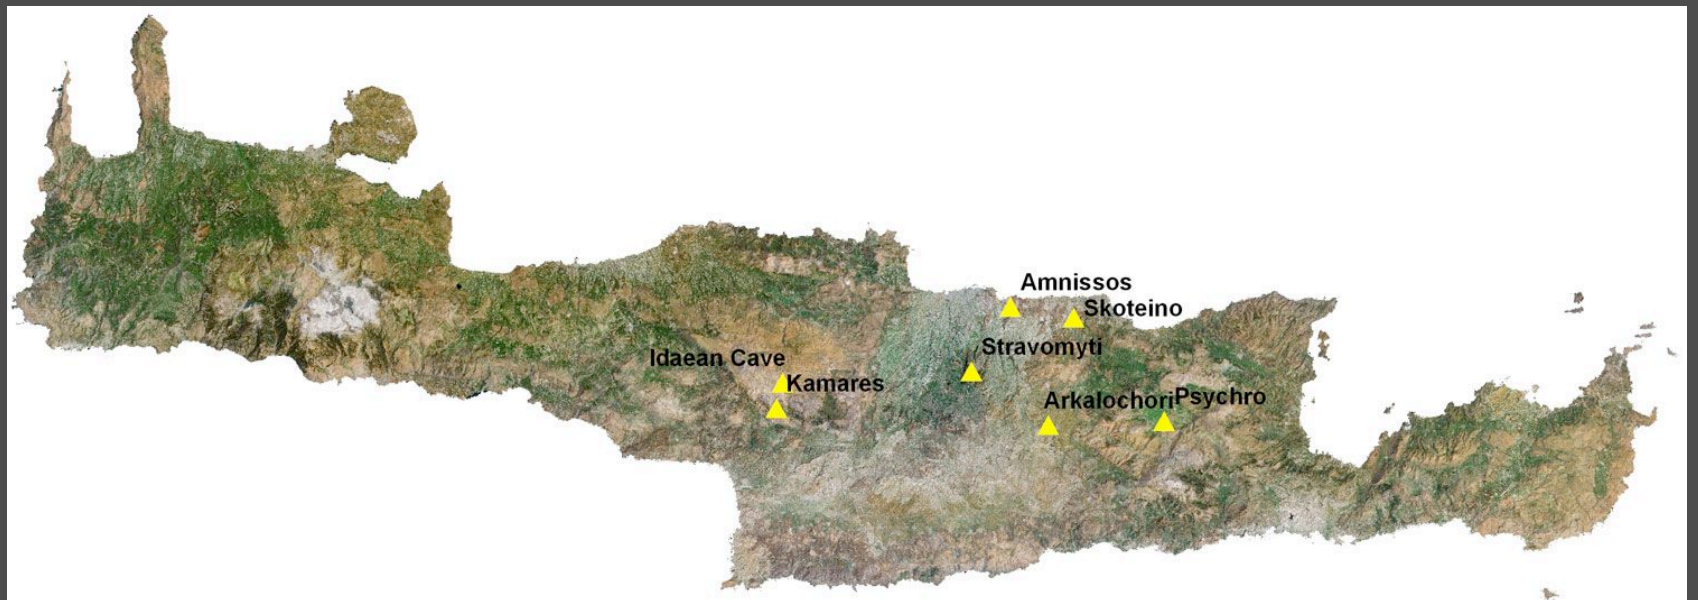 Amnissos
Skoteino
Stravomyti
Idaean Cave
Kamares
Arkalochori
Psychro